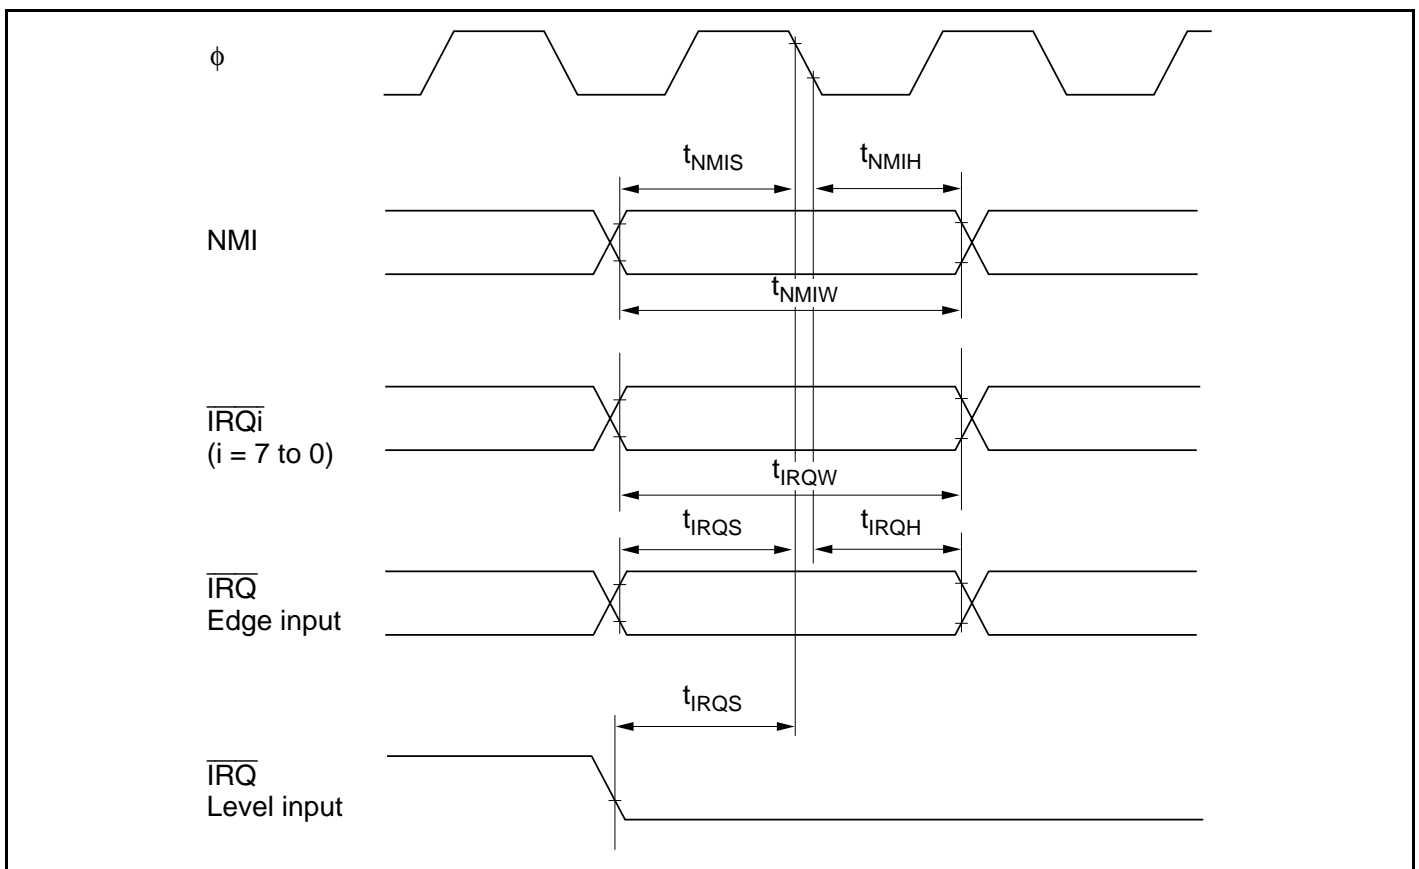 ϕ
tNMIS
tNMIH
NMI
tNMIW
IRQi
(i = 7 to 0)
tIRQW
tIRQS
tIRQH
IRQ
Edge input
tIRQS
IRQ
Level input